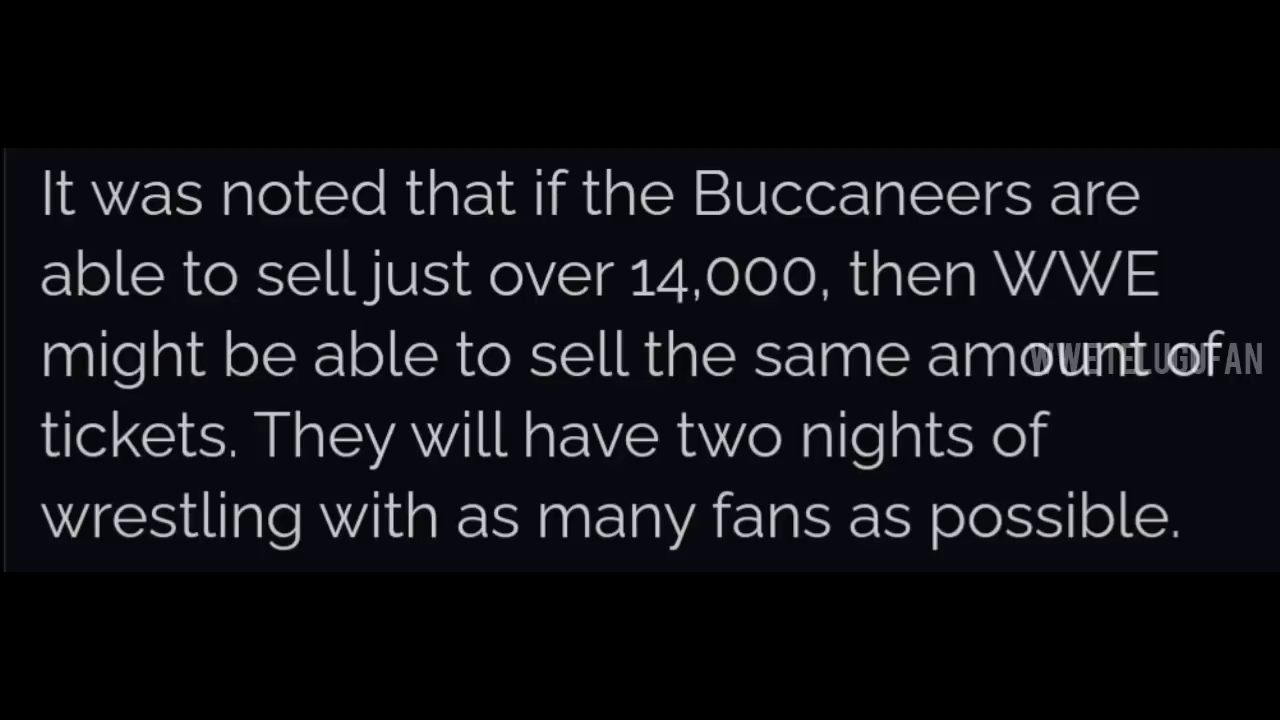 It was noted that if the Buccaneers are
able to sell just over 14,000, then WWE
might be able to sell the same amount of
tickets. They will have two nights of
wrestling with as many fans as possible.
WWETELUGUFAN